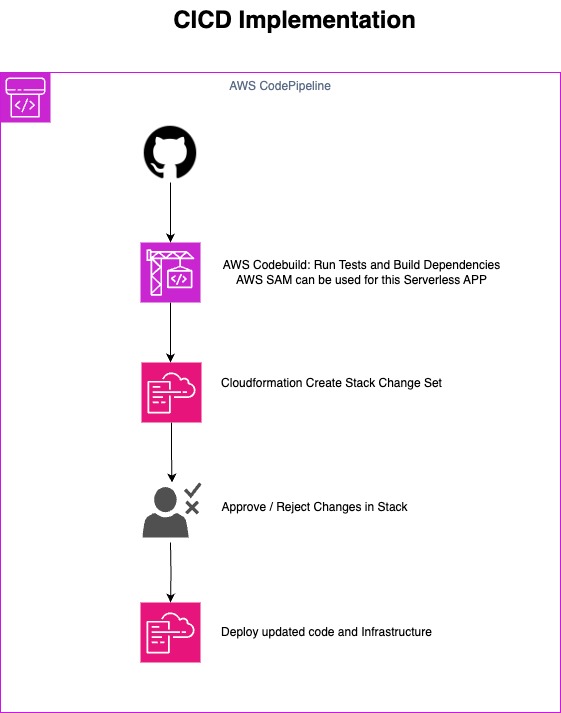 CICD Implementation
AWS CodePipeline
</>
AWS Codebuild: Run Tests and Build Dependencies
</>
AWS SAM can be used for this Serverless APP
Cloudformation Create Stack Change Set
Approve / Reject Changes in Stack
Deploy updated code and Infrastructure